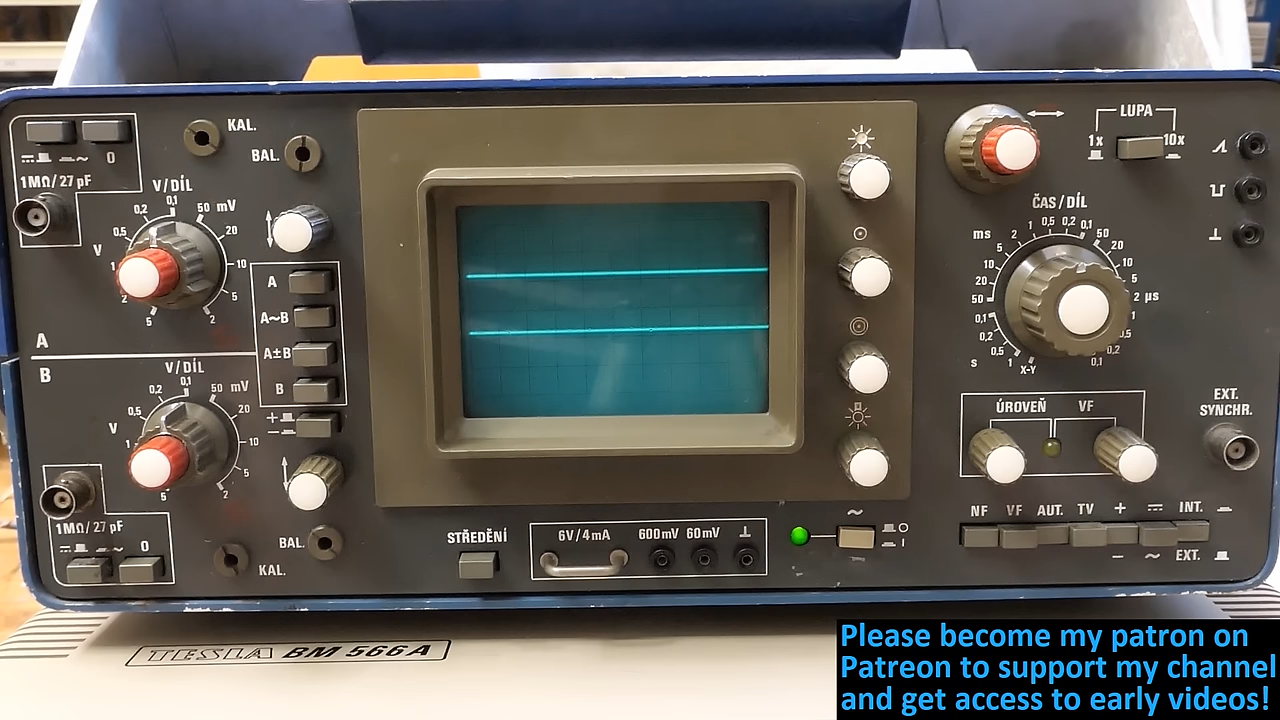 KAL.
BAL.
0
1MΩ/27 pF
V/DÍL
0,2 0,1 50 mV
0,5 20
V
1 10
2 5
5 2
A
B
V/DÍL
0,2 0,1 50 mV
0,5 20
V
1 10
5
5 2
1MΩ/27 pF
0
KAL.
BAL.
A
A~B
A±B
B
+
−
STŘEDĚNÍ
6V/4mA 600mV 60mV ⊥
~
O
I
LUPA
1x 10x
ČAS/DÍL
ms 5 2 1 0,5 0,2 0,1 50 20
10 10
20 5
50 2 µs
0,1 1
0,2 0,5
S 0,5 1 X-Y 0,1 0,2
ÚROVEŇ VF
EXT.
SYNCHR.
NF VF AUT. TV + INT.
− ~ EXT.
TESLA BM 566A
Please become my patron on
Patreon to support my channel
and get access to early videos!